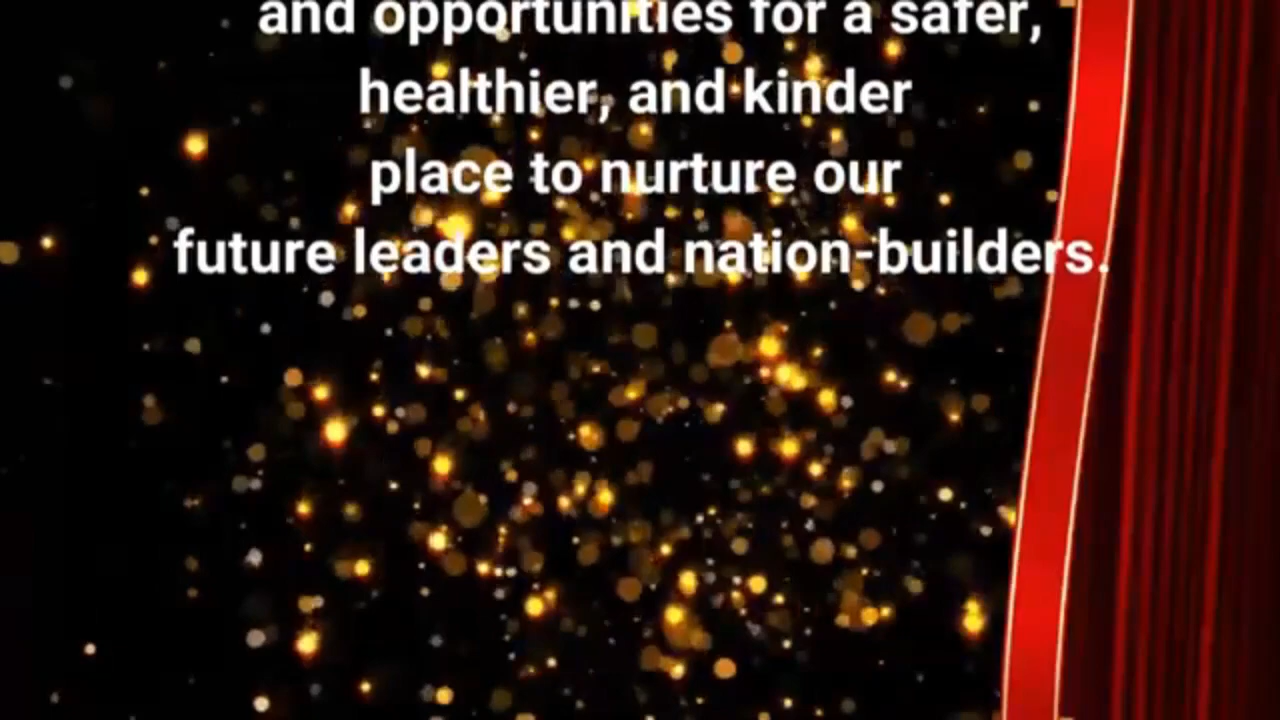 and opportunities for a safer,
healthier, and kinder
place to nurture our
future leaders and nation-builders.